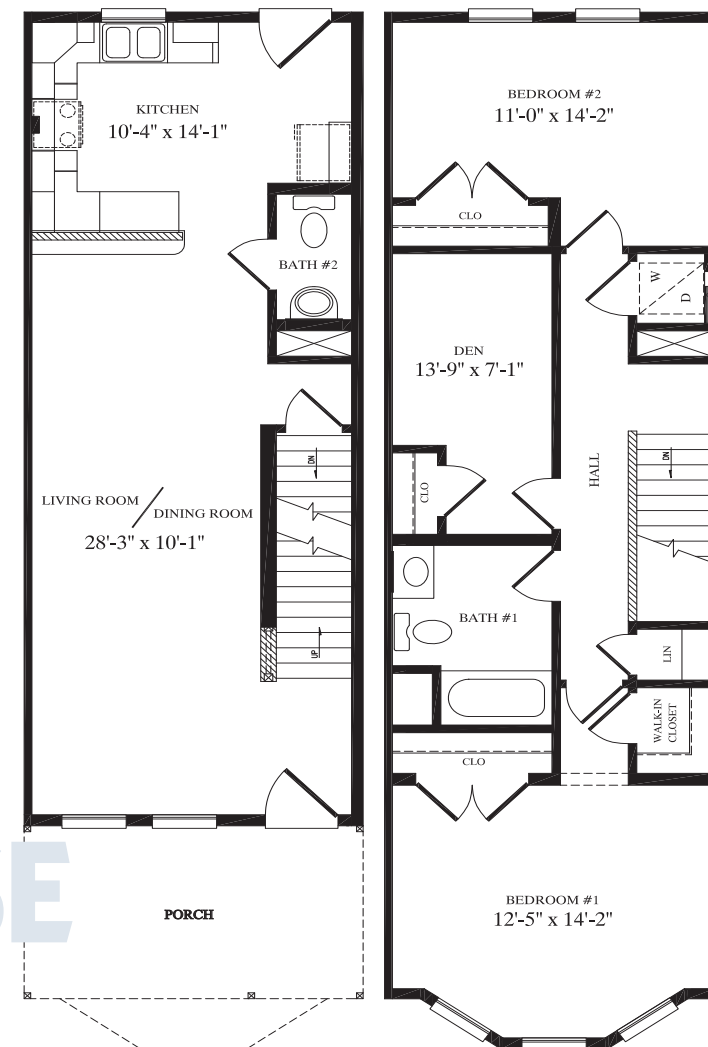 KITCHEN
10'-4" x 14'-1"
BATH #2
DN
LIVING ROOM
DINING ROOM
28'-3" x 10'-1"
UP
PORCH
SE
BEDROOM #2
11'-0" x 14'-2"
CLO
W
D
DEN
13'-9" x 7'-1"
CLO
HALL
DN
BATH #1
LIN
WALK-IN
CLOSET
CLO
BEDROOM #1
12'-5" x 14'-2"